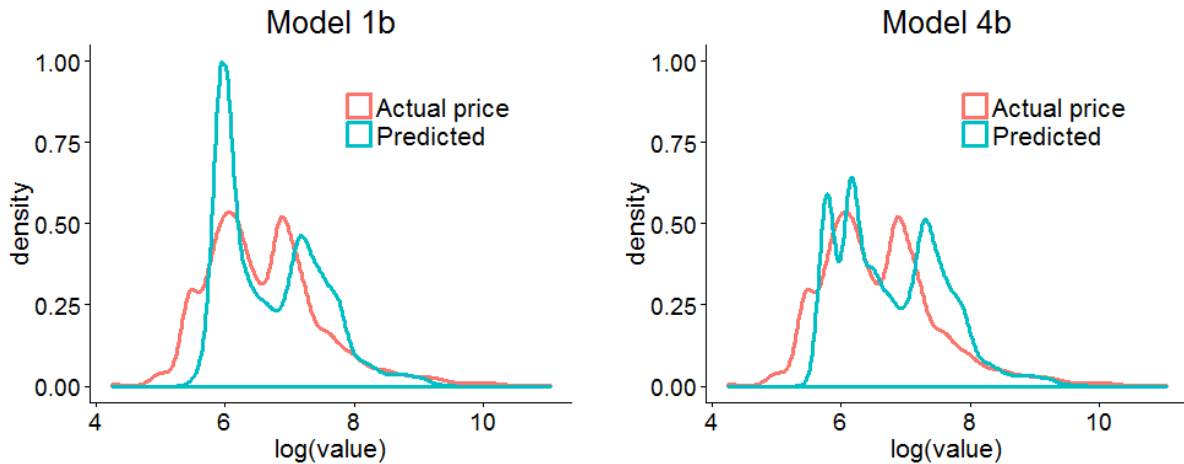 Model 1b
1.00
0.75
0.50
0.25
0.00
density
Actual price
Predicted
4 6 8 10
log(value)
Model 4b
1.00
0.75
0.50
0.25
0.00
density
Actual price
Predicted
4 6 8 10
log(value)